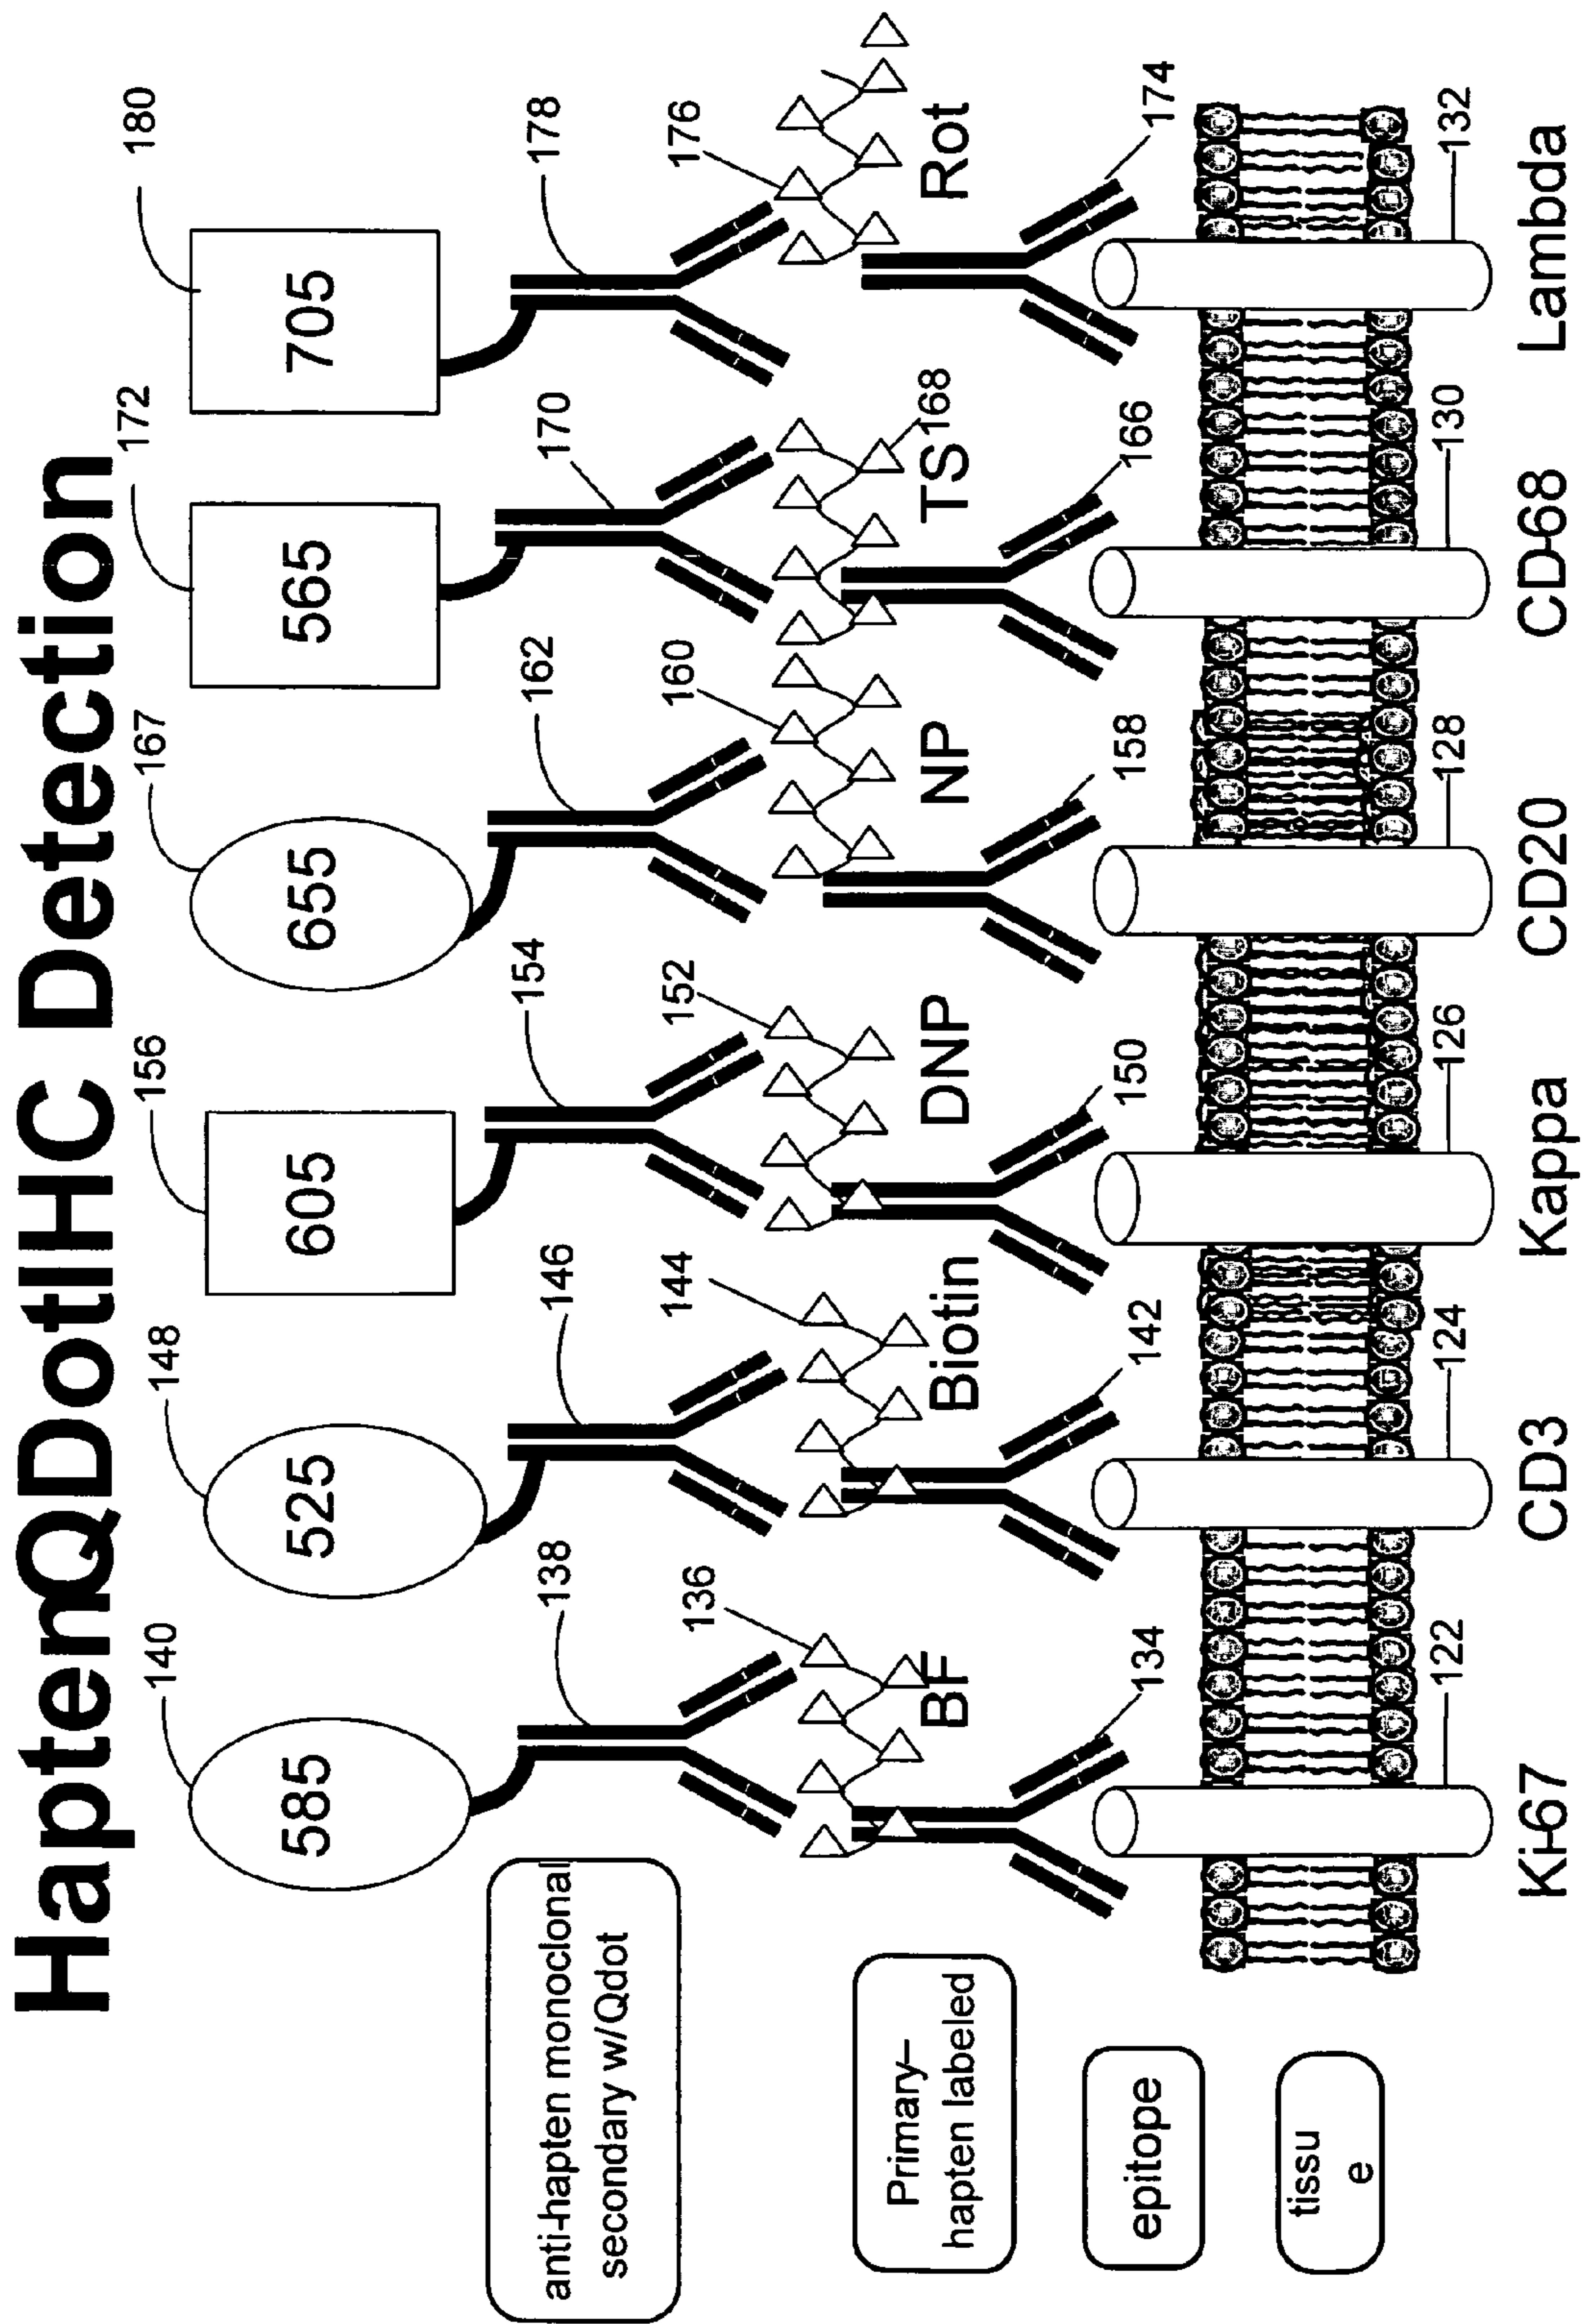 HaptenQDotIHC Detection
140
148
156
167
172
180
585
525
605
655
565
705
138
146
154
162
170
178
anti-hapten monoclonal
secondary w/Qdot
136
144
152
160
168
176
BF
Biotin
DNP
NP
TS
Rot
Primary–
hapten labeled
134
142
150
158
166
174
epitope
tissu
e
122
124
126
128
130
132
Ki-67
CD3
Kappa
CD20
CD-68
Lambda